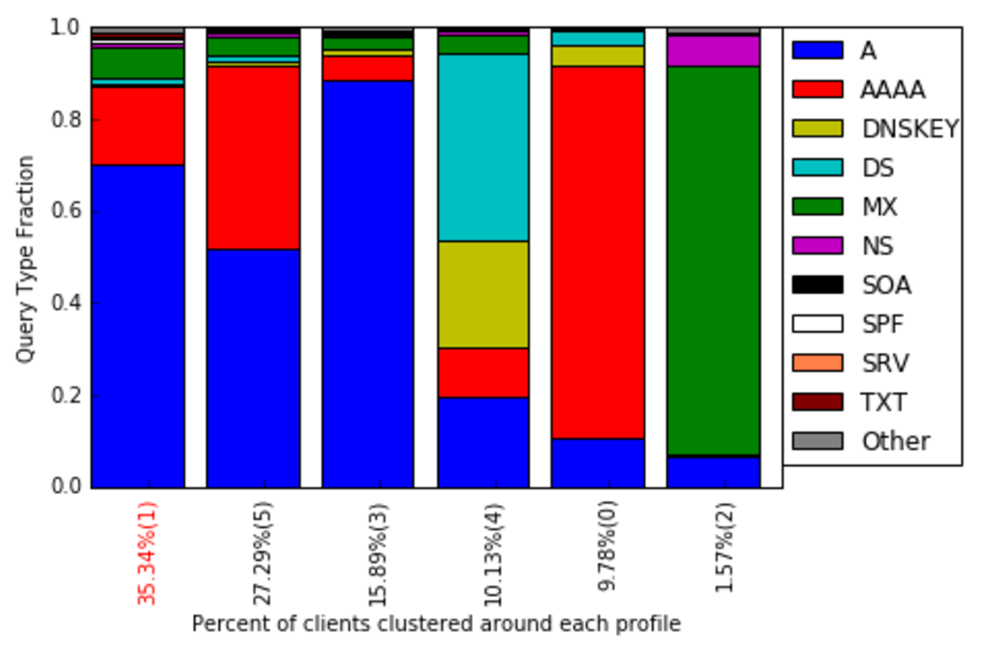 1.0
0.8
0.6
0.4
0.2
0.0
Query Type Fraction
A
AAAA
DNSKEY
DS
MX
NS
SOA
SPF
SRV
TXT
Other
35.34%(1)
27.29%(5)
15.89%(3)
10.13%(4)
9.78%(0)
1.57%(2)
Percent of clients clustered around each profile